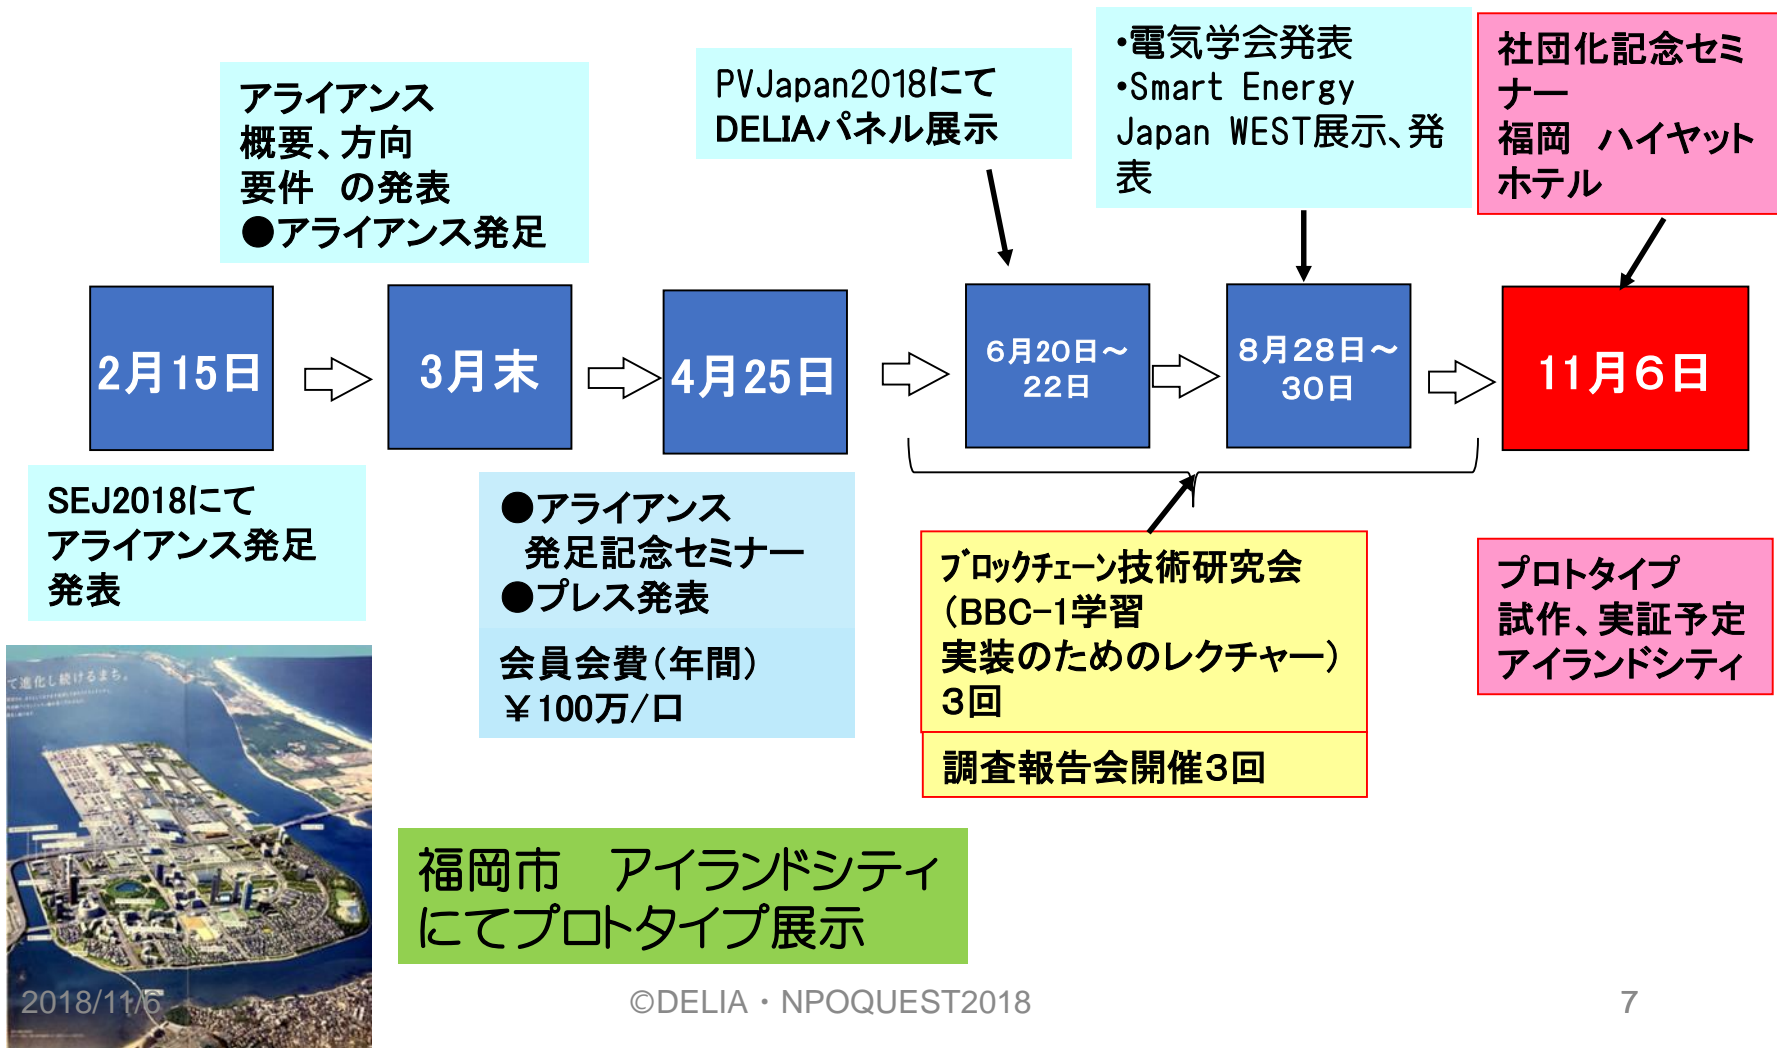 アライアンス
概要、方向
要件　の発表
●アライアンス発足
PVJapan2018にて
DELIAパネル展示
•電気学会発表
•Smart Energy
Japan WEST展示、発
表
社団化記念セミ
ナー
福岡　ハイヤット
ホテル
2月15日
3月末
4月25日
6月20日～
22日
8月28日～
30日
11月6日
SEJ2018にて
アライアンス発足
発表
●アライアンス
発足記念セミナー
●プレス発表
会員会費（年間）
￥100万/口
ﾌﾞﾛｯｸﾁｪｰﾝ技術研究会
（BBC-1学習
実装のためのレクチャー）
3回
調査報告会開催3回
プロトタイプ
試作、実証予定
アイランドシティ
て進化し続けるまち。
福岡市　アイランドシティ
にてプロトタイプ展示
2018/11/6
©DELIA・NPOQUEST2018
7